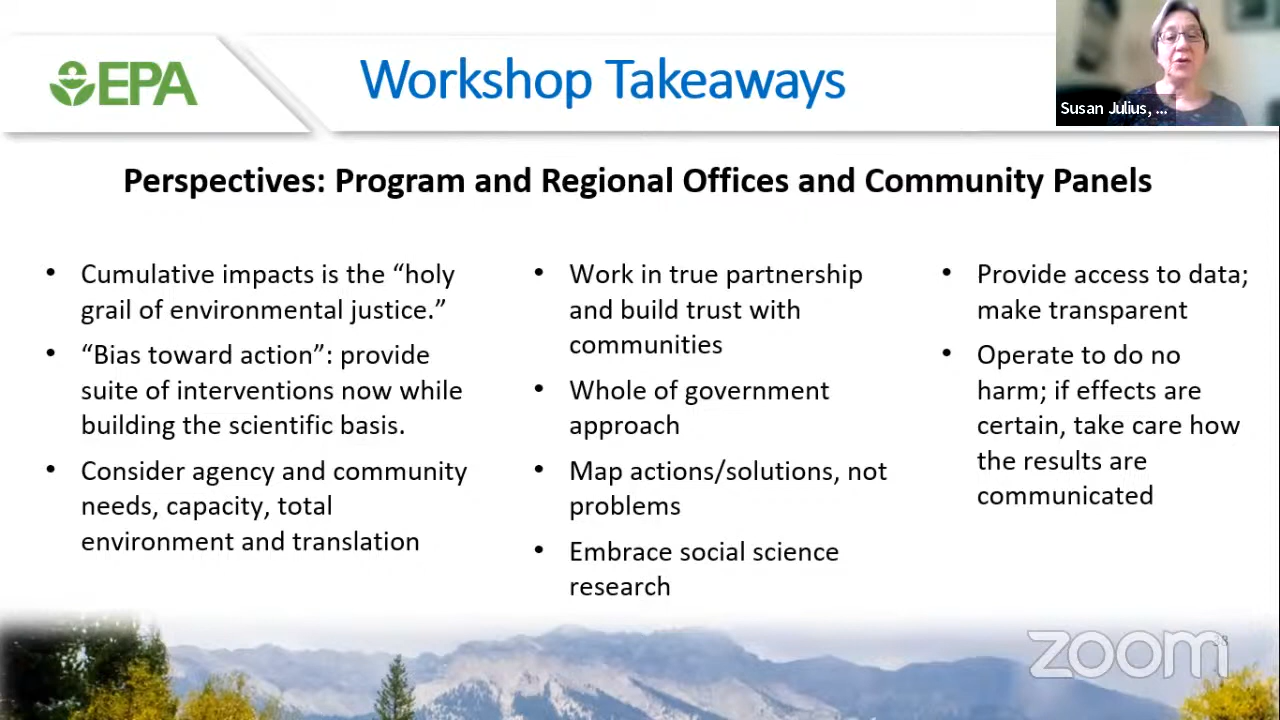 EPA
Workshop Takeaways
Susan Julius, ...
Perspectives: Program and Regional Offices and Community Panels
• Cumulative impacts is the “holy
grail of environmental justice.”
• “Bias toward action”: provide
suite of interventions now while
building the scientific basis.
• Consider agency and community
needs, capacity, total
environment and translation
• Work in true partnership
and build trust with
communities
• Whole of government
approach
• Map actions/solutions, not
problems
• Embrace social science
research
• Provide access to data;
make transparent
• Operate to do no
harm; if effects are
certain, take care how
the results are
communicated
zoom